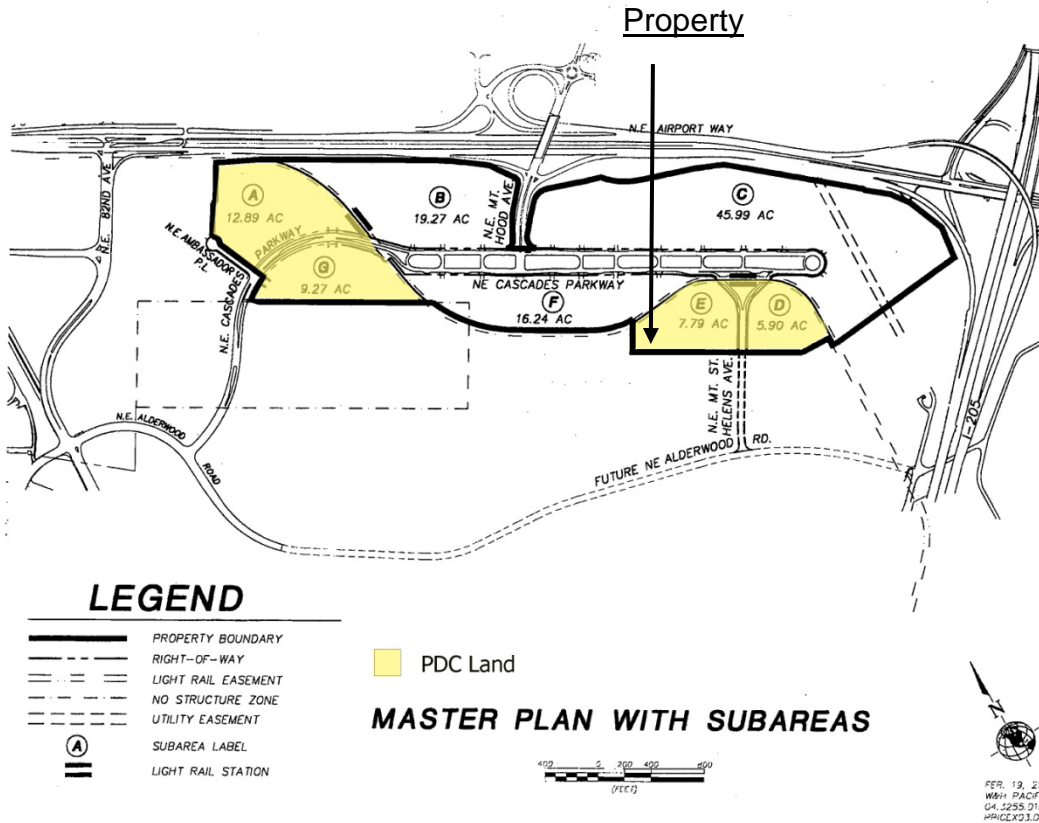 Property
N.E. AIRPORT WAY
N.E. 82ND AVE.
A
12.89 AC
B
19.27 AC
N.E. MT.
HOOD AVE.
C
45.99 AC
N.E. AMBASSADOR
PL.
PARKWAY
N.E. CASCADES
G
9.27 AC
NE CASCADES PARKWAY
F
16.24 AC
E
7.79 AC
D
5.90 AC
N.E. MT. ST.
HELENS AVE.
I-205
N.E. ALDERWOOD
ROAD
FUTURE NE ALDERWOOD RD.
LEGEND
PROPERTY BOUNDARY
RIGHT-OF-WAY
LIGHT RAIL EASEMENT
NO STRUCTURE ZONE
UTILITY EASEMENT
A SUBAREA LABEL
LIGHT RAIL STATION
PDC Land
MASTER PLAN WITH SUBAREAS
400 0 200 400 800
(FEET)
N
19,
W&H